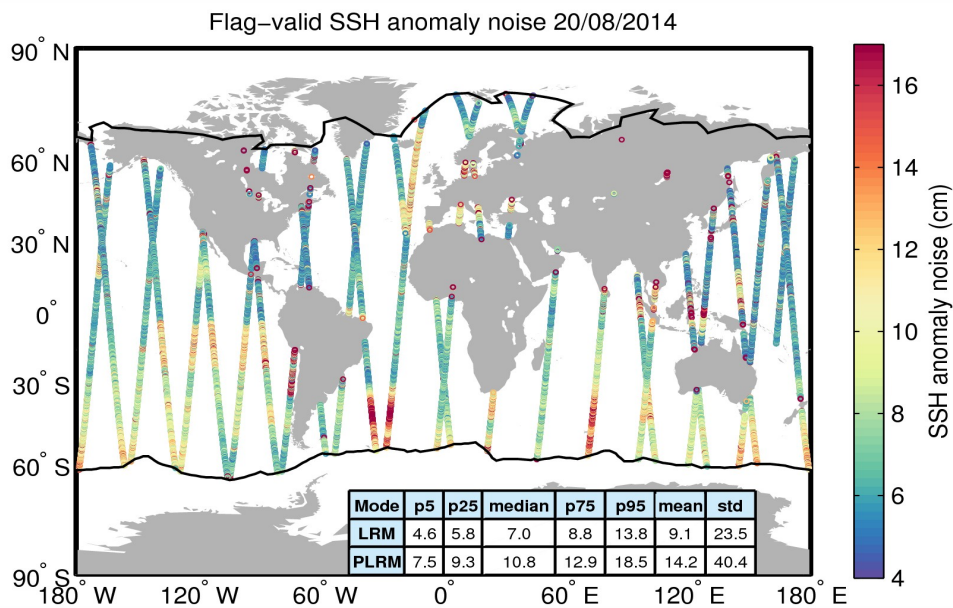 Flag−valid SSH anomaly noise 20/08/2014
90° N
60° N
30° N
0°
30° S
60° S
90° S
180° W 120° W 60° W 0° 60° E 120° E 180° E
Mode p5 p25 median p75 p95 mean std
LRM 4.6 5.8 7.0 8.8 13.8 9.1 23.5
PLRM 7.5 9.3 10.8 12.9 18.5 14.2 40.4
16
14
12
10
8
6
4
SSH anomaly noise (cm)